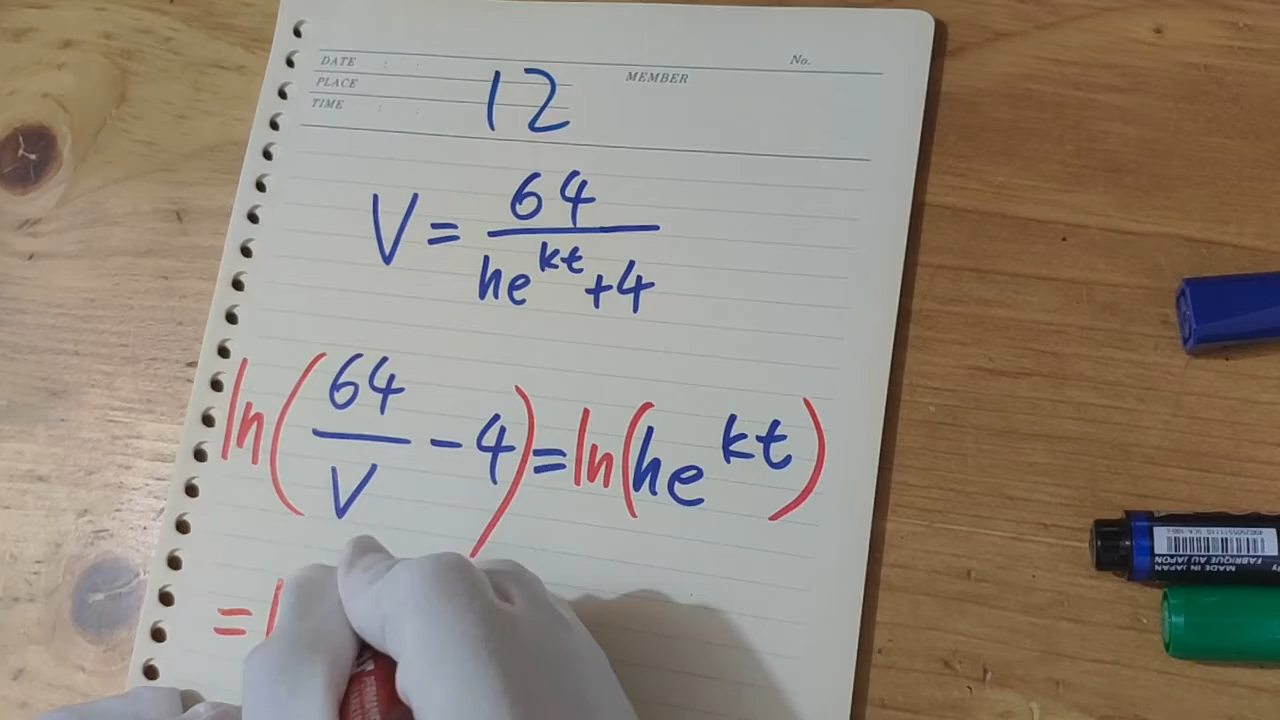 DATE : :
No.
PLACE
MEMBER
TIME : :
12
V = 64/(he^kt + 4)
ln(64/V - 4) = ln(he^kt)
= l
PERMANENT
MADE IN JAPAN
FABRIQUE AU JAPON